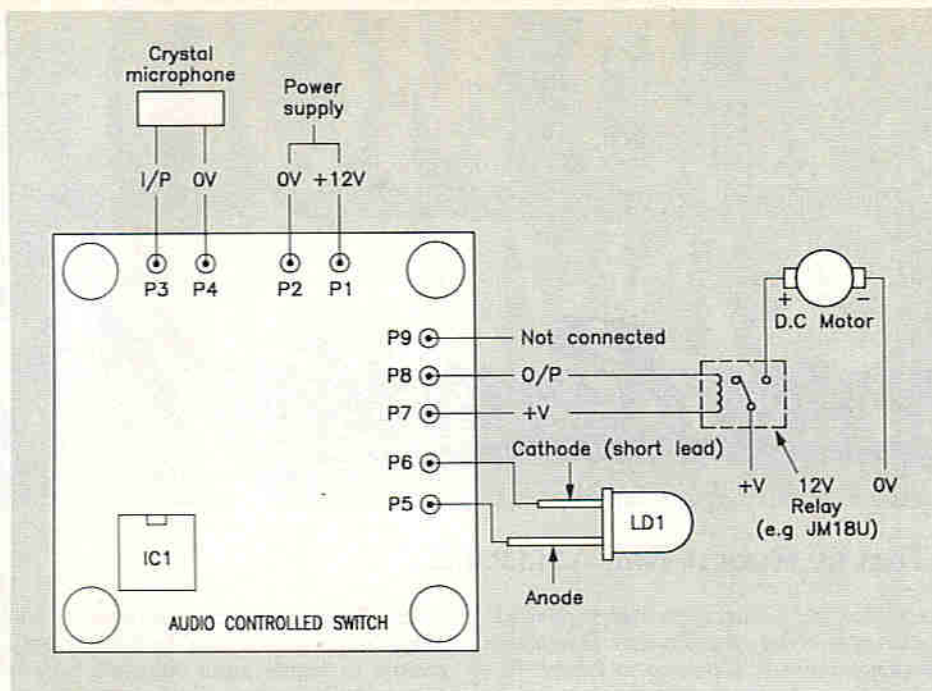 Crystal
microphone
Power
supply
I/P 0V 0V +12V
P3 P4 P2 P1
+ −
D.C Motor
P9 Not connected
P8 O/P
P7 +V
Cathode (short lead)
P6
P5
LD1
Anode
+V 12V 0V
Relay
(e.g JM18U)
IC1
AUDIO CONTROLLED SWITCH